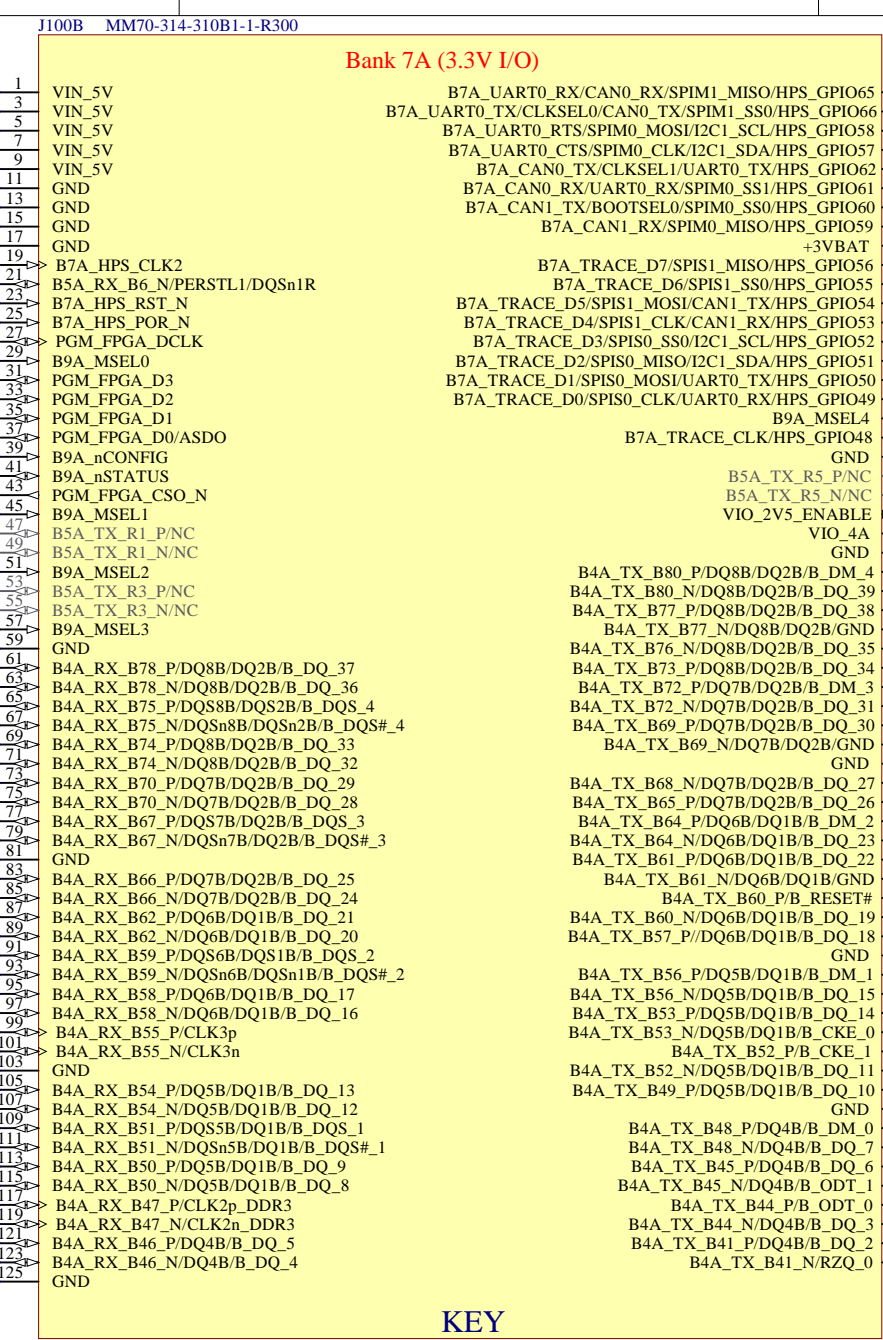 J100B MM70-314-310B1-1-R300
Bank 7A (3.3V I/O)
1 VIN_5V B7A_UART0_RX/CAN0_RX/SPIM1_MISO/HPS_GPIO65
3 VIN_5V B7A_UART0_TX/CLKSEL0/CAN0_TX/SPIM1_SS0/HPS_GPIO66
5 VIN_5V B7A_UART0_RTS/SPIM0_MOSI/I2C1_SCL/HPS_GPIO58
7 VIN_5V B7A_UART0_CTS/SPIM0_CLK/I2C1_SDA/HPS_GPIO57
9 VIN_5V B7A_CAN0_TX/CLKSEL1/UART0_TX/HPS_GPIO62
11 GND B7A_CAN0_RX/UART0_RX/SPIM0_SS1/HPS_GPIO61
13 GND B7A_CAN1_TX/BOOTSEL0/SPIM0_SS0/HPS_GPIO60
15 GND B7A_CAN1_RX/SPIM0_MISO/HPS_GPIO59
17 GND +3VBAT
19 B7A_HPS_CLK2 B7A_TRACE_D7/SPIS1_MISO/HPS_GPIO56
21 B5A_RX_B6_N/PERSTL1/DQSn1R B7A_TRACE_D6/SPIS1_SS0/HPS_GPIO55
23 B7A_HPS_RST_N B7A_TRACE_D5/SPIS1_MOSI/CAN1_TX/HPS_GPIO54
25 B7A_HPS_POR_N B7A_TRACE_D4/SPIS1_CLK/CAN1_RX/HPS_GPIO53
27 PGM_FPGA_DCLK B7A_TRACE_D3/SPIS0_SS0/I2C1_SCL/HPS_GPIO52
29 B9A_MSEL0 B7A_TRACE_D2/SPIS0_MISO/I2C1_SDA/HPS_GPIO51
31 PGM_FPGA_D3 B7A_TRACE_D1/SPIS0_MOSI/UART0_TX/HPS_GPIO50
33 PGM_FPGA_D2 B7A_TRACE_D0/SPIS0_CLK/UART0_RX/HPS_GPIO49
35 PGM_FPGA_D1 B9A_MSEL4
37 PGM_FPGA_D0/ASDO B7A_TRACE_CLK/HPS_GPIO48
39 B9A_nCONFIG GND
41 B9A_nSTATUS B5A_TX_R5_P/NC
43 PGM_FPGA_CSO_N B5A_TX_R5_N/NC
45 B9A_MSEL1 VIO_2V5_ENABLE
47 B5A_TX_R1_P/NC VIO_4A
49 B5A_TX_R1_N/NC GND
51 B9A_MSEL2 B4A_TX_B80_P/DQ8B/DQ2B/B_DM_4
53 B5A_TX_R3_P/NC B4A_TX_B80_N/DQ8B/DQ2B/B_DQ_39
55 B5A_TX_R3_N/NC B4A_TX_B77_P/DQ8B/DQ2B/B_DQ_38
57 B9A_MSEL3 B4A_TX_B77_N/DQ8B/DQ2B/GND
59 GND B4A_TX_B76_N/DQ8B/DQ2B/B_DQ_35
61 B4A_RX_B78_P/DQ8B/DQ2B/B_DQ_37 B4A_TX_B73_P/DQ8B/DQ2B/B_DQ_34
63 B4A_RX_B78_N/DQ8B/DQ2B/B_DQ_36 B4A_TX_B72_P/DQ7B/DQ2B/B_DM_3
65 B4A_RX_B75_P/DQS8B/DQS2B/B_DQS_4 B4A_TX_B72_N/DQ7B/DQ2B/B_DQ_31
67 B4A_RX_B75_N/DQSn8B/DQSn2B/B_DQS#_4 B4A_TX_B69_P/DQ7B/DQ2B/B_DQ_30
69 B4A_RX_B74_P/DQ8B/DQ2B/B_DQ_33 B4A_TX_B69_N/DQ7B/DQ2B/GND
71 B4A_RX_B74_N/DQ8B/DQ2B/B_DQ_32 GND
73 B4A_RX_B70_P/DQ7B/DQ2B/B_DQ_29 B4A_TX_B68_N/DQ7B/DQ2B/B_DQ_27
75 B4A_RX_B70_N/DQ7B/DQ2B/B_DQ_28 B4A_TX_B65_P/DQ7B/DQ2B/B_DQ_26
77 B4A_RX_B67_P/DQS7B/DQ2B/B_DQS_3 B4A_TX_B64_P/DQ6B/DQ1B/B_DM_2
79 B4A_RX_B67_N/DQSn7B/DQ2B/B_DQS#_3 B4A_TX_B64_N/DQ6B/DQ1B/B_DQ_23
81 GND B4A_TX_B61_P/DQ6B/DQ1B/B_DQ_22
83 B4A_RX_B66_P/DQ7B/DQ2B/B_DQ_25 B4A_TX_B61_N/DQ6B/DQ1B/GND
85 B4A_RX_B66_N/DQ7B/DQ2B/B_DQ_24 B4A_TX_B60_P/B_RESET#
87 B4A_RX_B62_P/DQ6B/DQ1B/B_DQ_21 B4A_TX_B60_N/DQ6B/DQ1B/B_DQ_19
89 B4A_RX_B62_N/DQ6B/DQ1B/B_DQ_20 B4A_TX_B57_P//DQ6B/DQ1B/B_DQ_18
91 B4A_RX_B59_P/DQS6B/DQS1B/B_DQS_2 GND
93 B4A_RX_B59_N/DQSn6B/DQSn1B/B_DQS#_2 B4A_TX_B56_P/DQ5B/DQ1B/B_DM_1
95 B4A_RX_B58_P/DQ6B/DQ1B/B_DQ_17 B4A_TX_B56_N/DQ5B/DQ1B/B_DQ_15
97 B4A_RX_B58_N/DQ6B/DQ1B/B_DQ_16 B4A_TX_B53_P/DQ5B/DQ1B/B_DQ_14
99 B4A_RX_B55_P/CLK3p B4A_TX_B53_N/DQ5B/DQ1B/B_CKE_0
101 B4A_RX_B55_N/CLK3n B4A_TX_B52_P/B_CKE_1
103 GND B4A_TX_B52_N/DQ5B/DQ1B/B_DQ_11
105 B4A_RX_B54_P/DQ5B/DQ1B/B_DQ_13 B4A_TX_B49_P/DQ5B/DQ1B/B_DQ_10
107 B4A_RX_B54_N/DQ5B/DQ1B/B_DQ_12 GND
109 B4A_RX_B51_P/DQS5B/DQ1B/B_DQS_1 B4A_TX_B48_P/DQ4B/B_DM_0
111 B4A_RX_B51_N/DQSn5B/DQ1B/B_DQS#_1 B4A_TX_B48_N/DQ4B/B_DQ_7
113 B4A_RX_B50_P/DQ5B/DQ1B/B_DQ_9 B4A_TX_B45_P/DQ4B/B_DQ_6
115 B4A_RX_B50_N/DQ5B/DQ1B/B_DQ_8 B4A_TX_B45_N/DQ4B/B_ODT_1
117 B4A_RX_B47_P/CLK2p_DDR3 B4A_TX_B44_P/B_ODT_0
119 B4A_RX_B47_N/CLK2n_DDR3 B4A_TX_B44_N/DQ4B/B_DQ_3
121 B4A_RX_B46_P/DQ4B/B_DQ_5 B4A_TX_B41_P/DQ4B/B_DQ_2
123 B4A_RX_B46_N/DQ4B/B_DQ_4 B4A_TX_B41_N/RZQ_0
125 GND
KEY